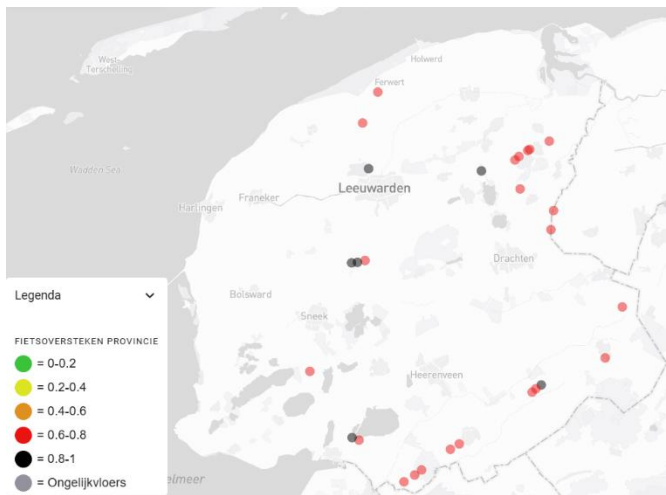 West-
Terschelling
Holwerd
Ferwert
Wadden Sea
Leeuwarden
Franeker
Harlingen
Drachten
Bolsward
Sneek
Heerenveen
elmeer
Legenda
FIETSOVERSTEKEN PROVINCIE
= 0-0.2
= 0.2-0.4
= 0.4-0.6
= 0.6-0.8
= 0.8-1
= Ongelijkvloers